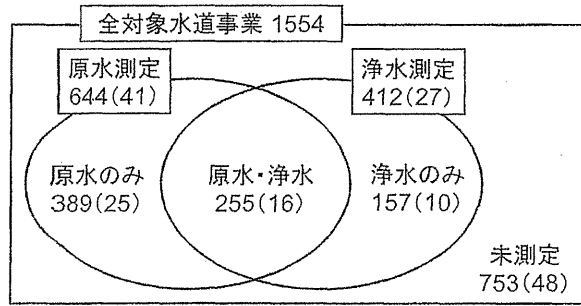 全対象水道事業 1554
原水測定
644(41)
浄水測定
412(27)
原水のみ
389(25)
原水・浄水
255(16)
浄水のみ
157(10)
未測定
753(48)